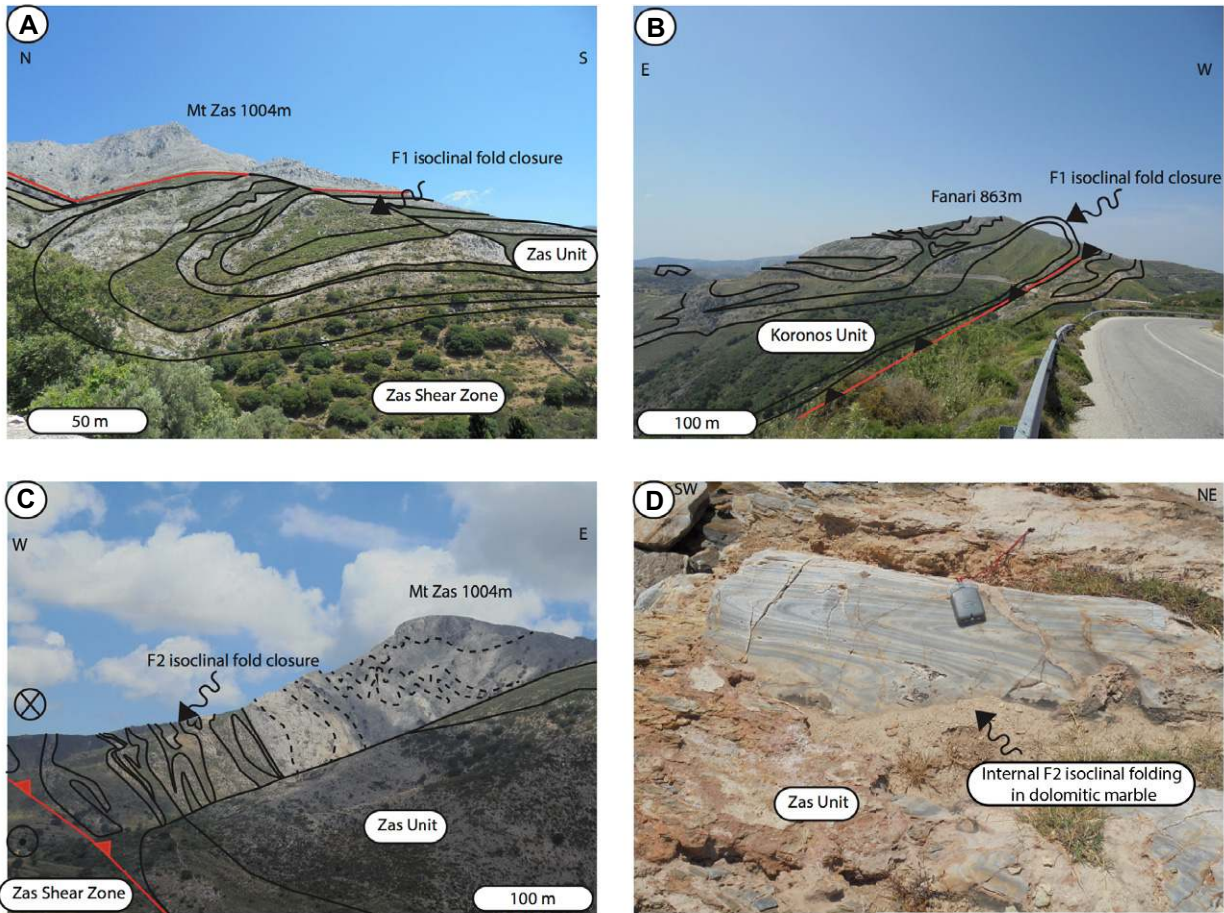 A
N
S
Mt Zas 1004m
F1 isoclinal fold closure
Zas Unit
Zas Shear Zone
50 m
B
E
W
Fanari 863m
F1 isoclinal fold closure
Koronos Unit
100 m
C
W
E
Mt Zas 1004m
F2 isoclinal fold closure
Zas Unit
Zas Shear Zone
100 m
D
SW
NE
Internal F2 isoclinal folding
in dolomitic marble
Zas Unit